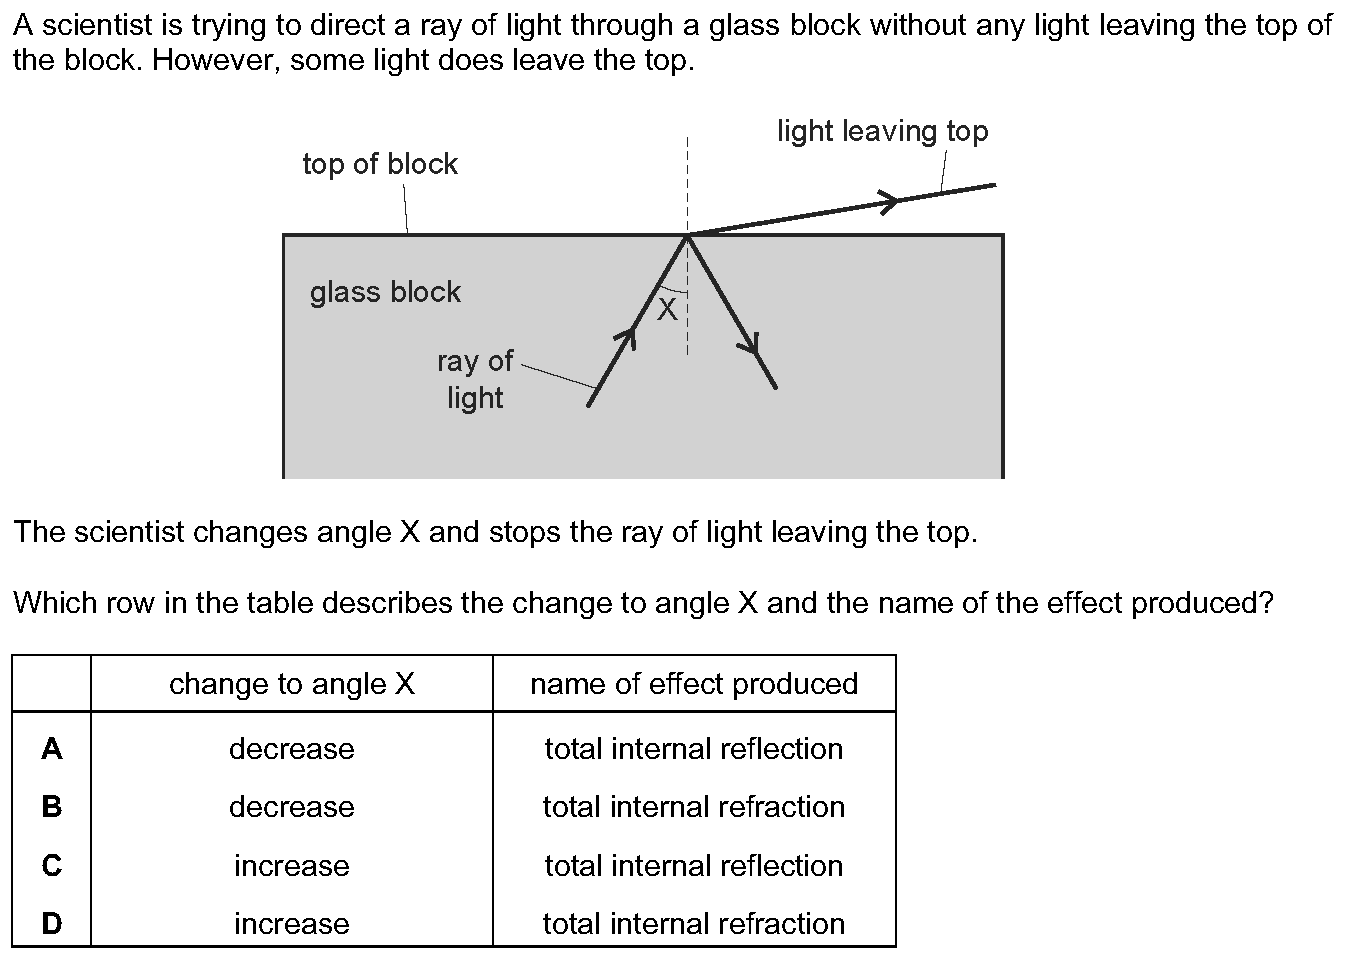 A scientist is trying to direct a ray of light through a glass block without any light leaving the top of
the block. However, some light does leave the top.
light leaving top
top of block
glass block
X
ray of
light
The scientist changes angle X and stops the ray of light leaving the top.
Which row in the table describes the change to angle X and the name of the effect produced?
change to angle X name of effect produced
A decrease total internal reflection
B decrease total internal refraction
C increase total internal reflection
D increase total internal refraction